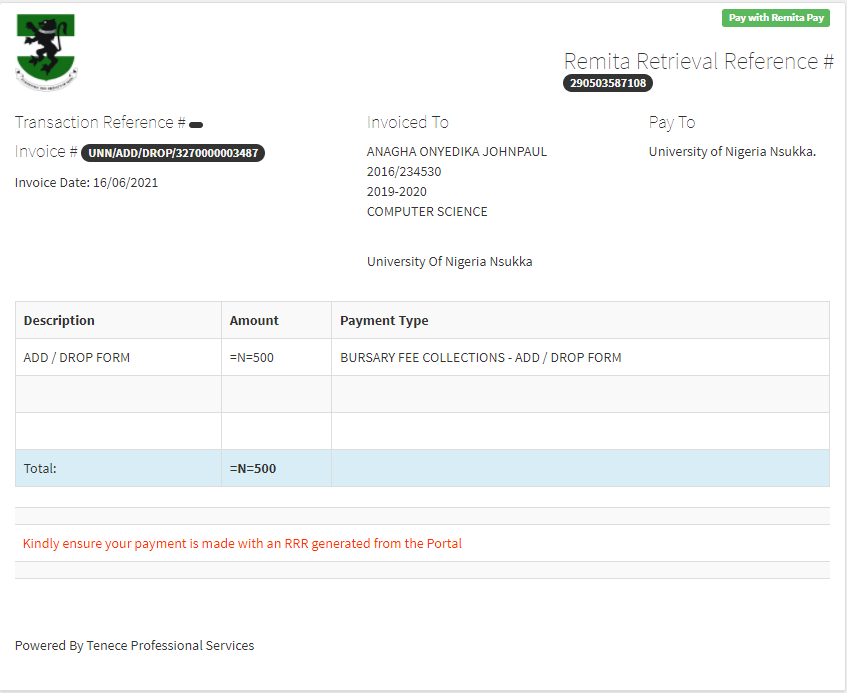 Pay with Remita Pay
Remita Retrieval Reference #
290503587108
Transaction Reference #
Invoice # UNN/ADD/DROP/3270000003487
Invoice Date: 16/06/2021
Invoiced To
ANAGHA ONYEDIKA JOHNPAUL
2016/234530
2019-2020
COMPUTER SCIENCE
University Of Nigeria Nsukka
Pay To
University of Nigeria Nsukka.
Description Amount Payment Type
ADD / DROP FORM =N=500 BURSARY FEE COLLECTIONS - ADD / DROP FORM
Total: =N=500
Kindly ensure your payment is made with an RRR generated from the Portal
Powered By Tenece Professional Services